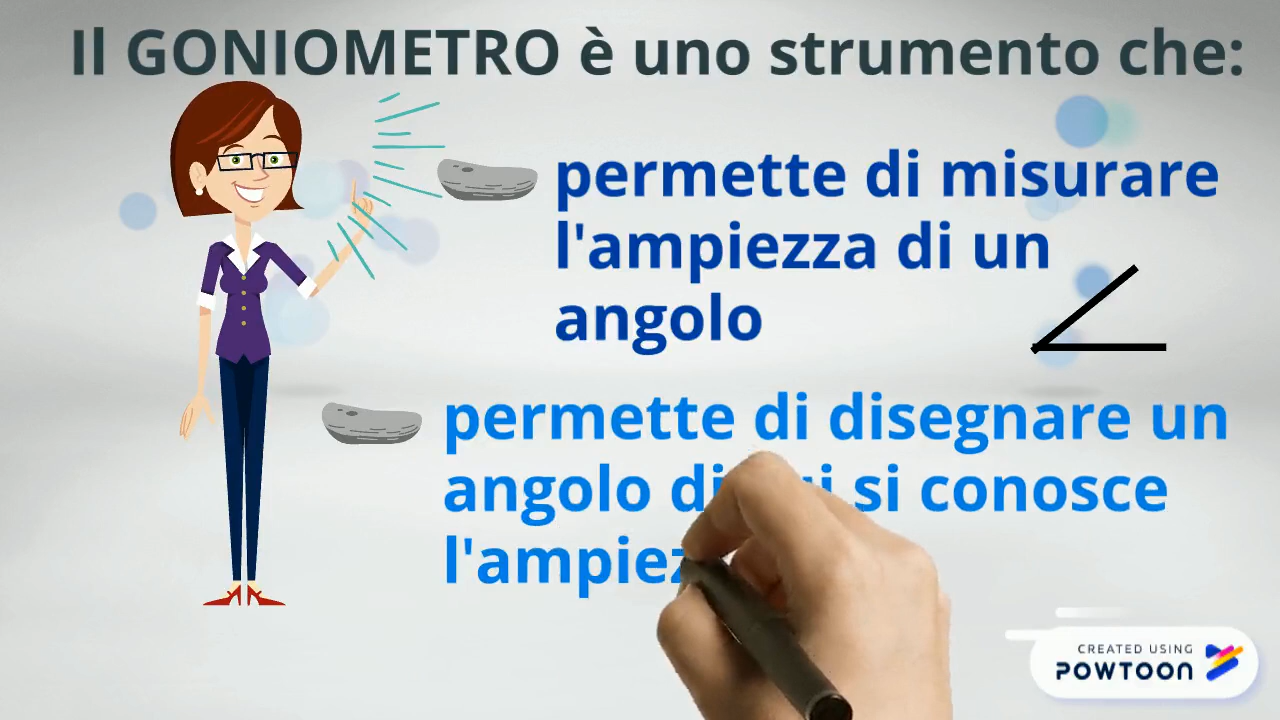 Il GONIOMETRO è uno strumento che:
permette di misurare
l'ampiezza di un
angolo
permette di disegnare un
angolo di si conosce
CREATED USING
POWTOON